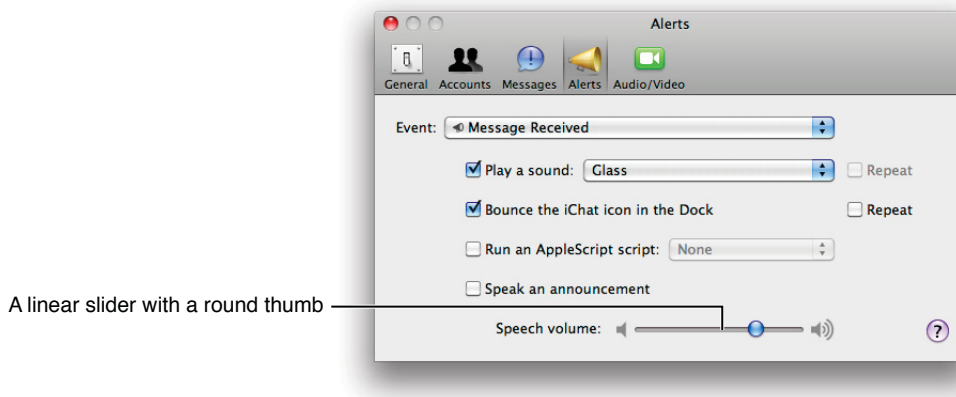 Alerts
General Accounts Messages Alerts Audio/Video
Event: Message Received
Play a sound: Glass Repeat
Bounce the iChat icon in the Dock Repeat
Run an AppleScript script: None
Speak an announcement
A linear slider with a round thumb
Speech volume: ?